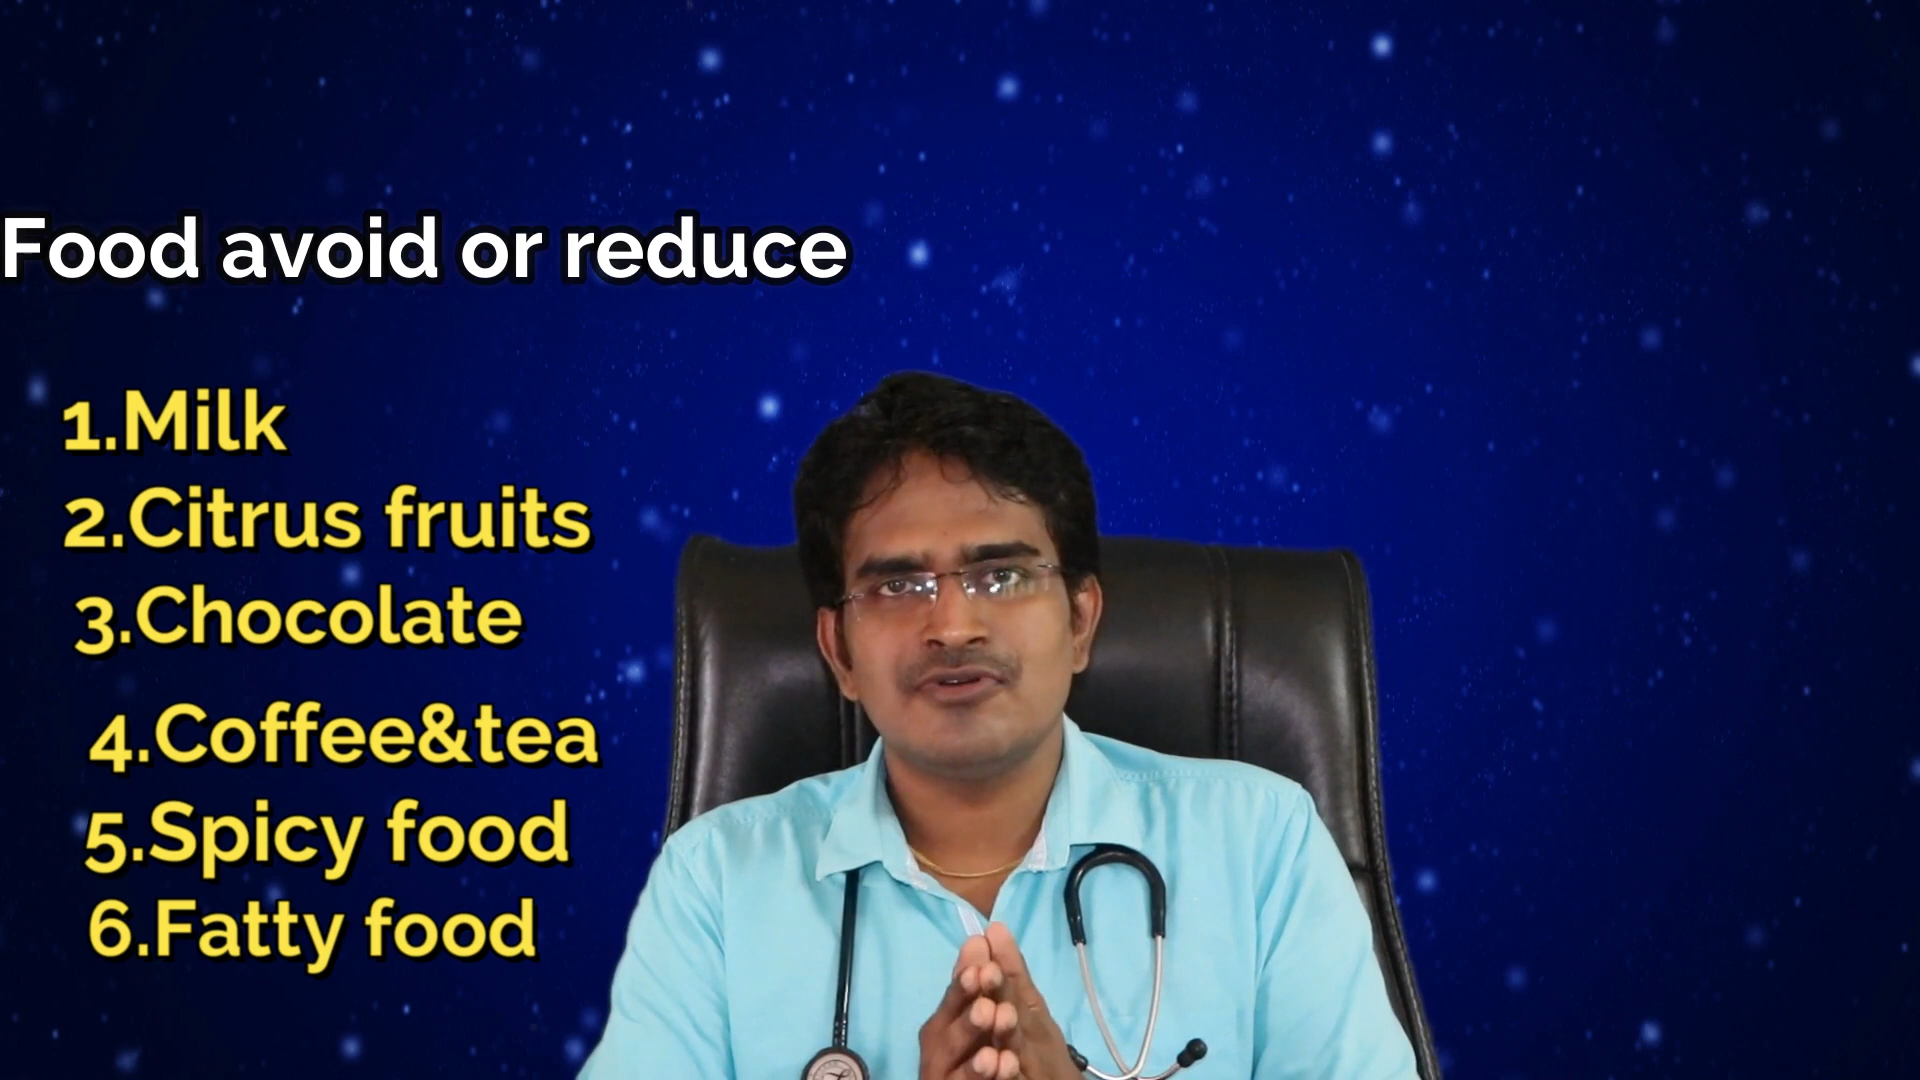 Food avoid or reduce
1.Milk
2.Citrus fruits
3.Chocolate
4.Coffee&tea
5.Spicy food
6.Fatty food